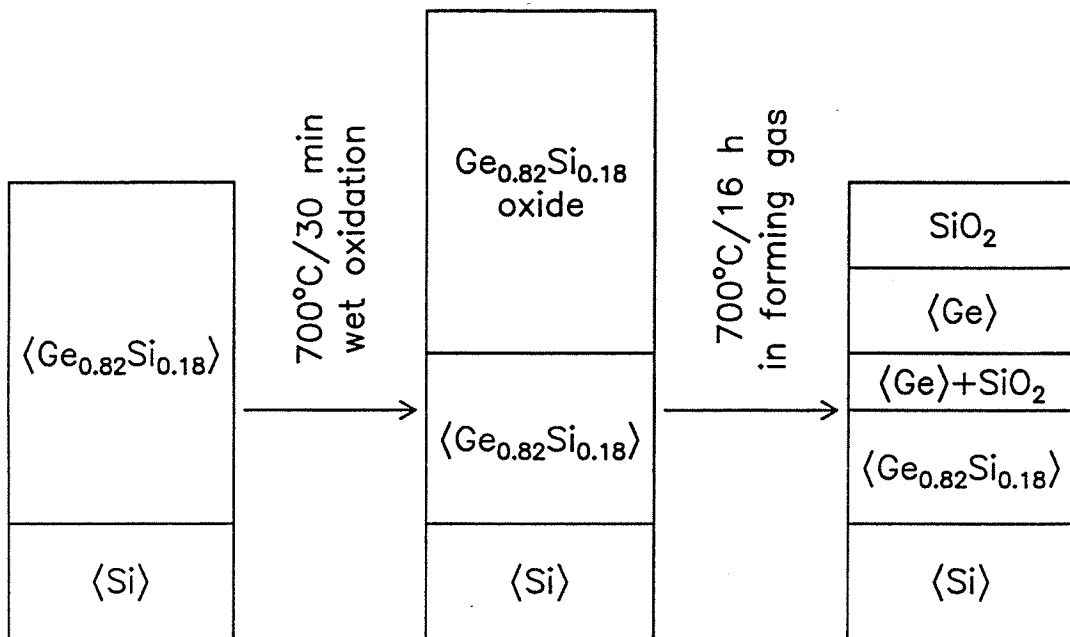 ⟨Ge₀.₈₂Si₀.₁₈⟩
⟨Si⟩
700°C/30 min
wet oxidation
Ge₀.₈₂Si₀.₁₈
oxide
⟨Ge₀.₈₂Si₀.₁₈⟩
⟨Si⟩
700°C/16 h
in forming gas
SiO₂
⟨Ge⟩
⟨Ge⟩+SiO₂
⟨Ge₀.₈₂Si₀.₁₈⟩
⟨Si⟩